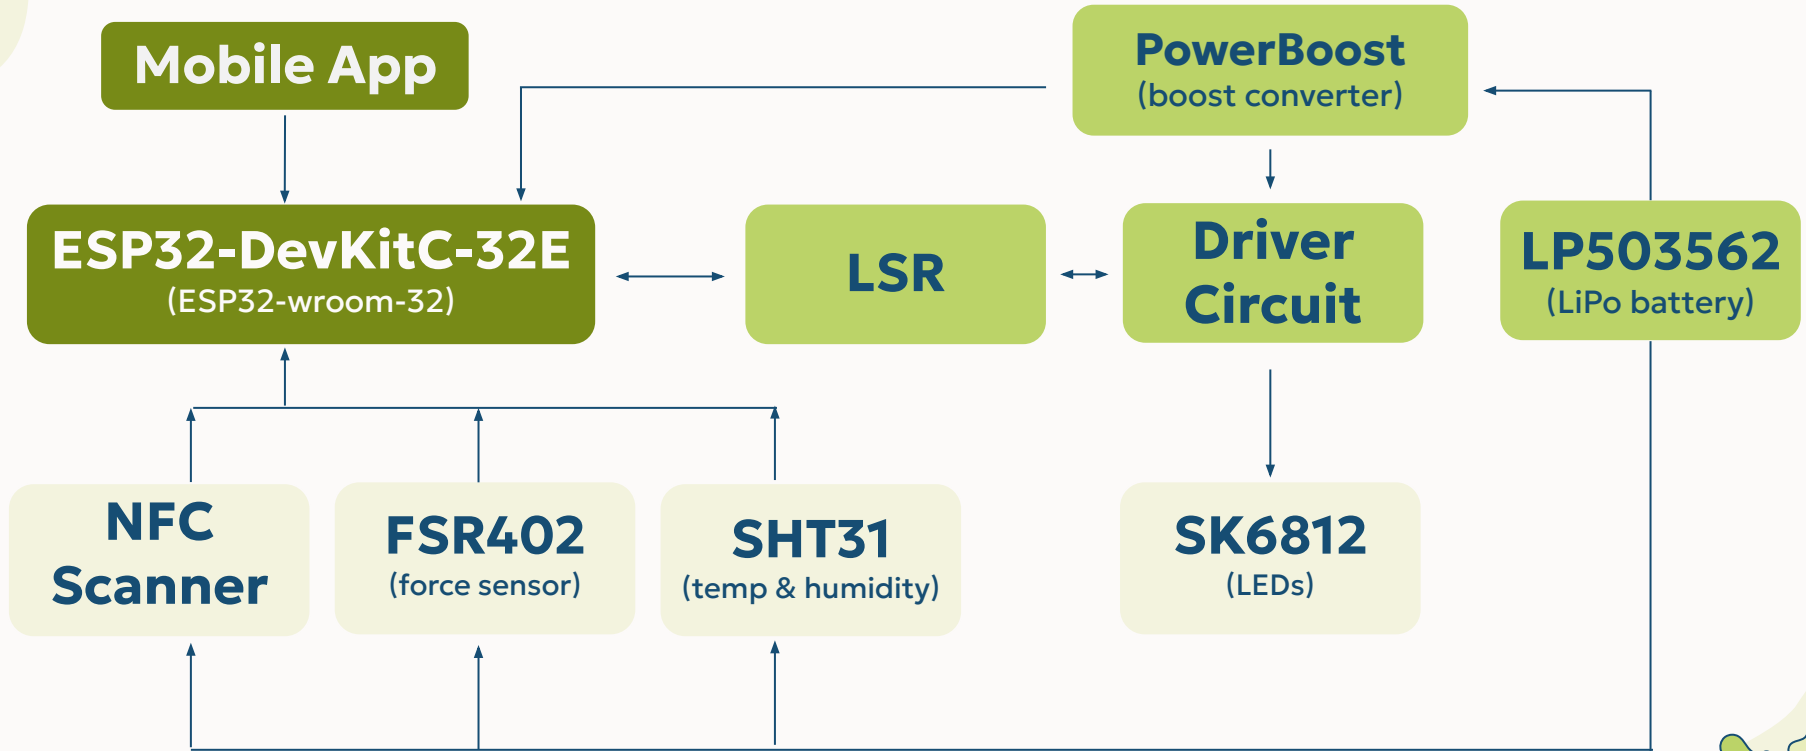 Mobile App
PowerBoost
(boost converter)
ESP32-DevKitC-32E
(ESP32-wroom-32)
LSR
Driver
Circuit
LP503562
(LiPo battery)
NFC
Scanner
FSR402
(force sensor)
SHT31
(temp & humidity)
SK6812
(LEDs)